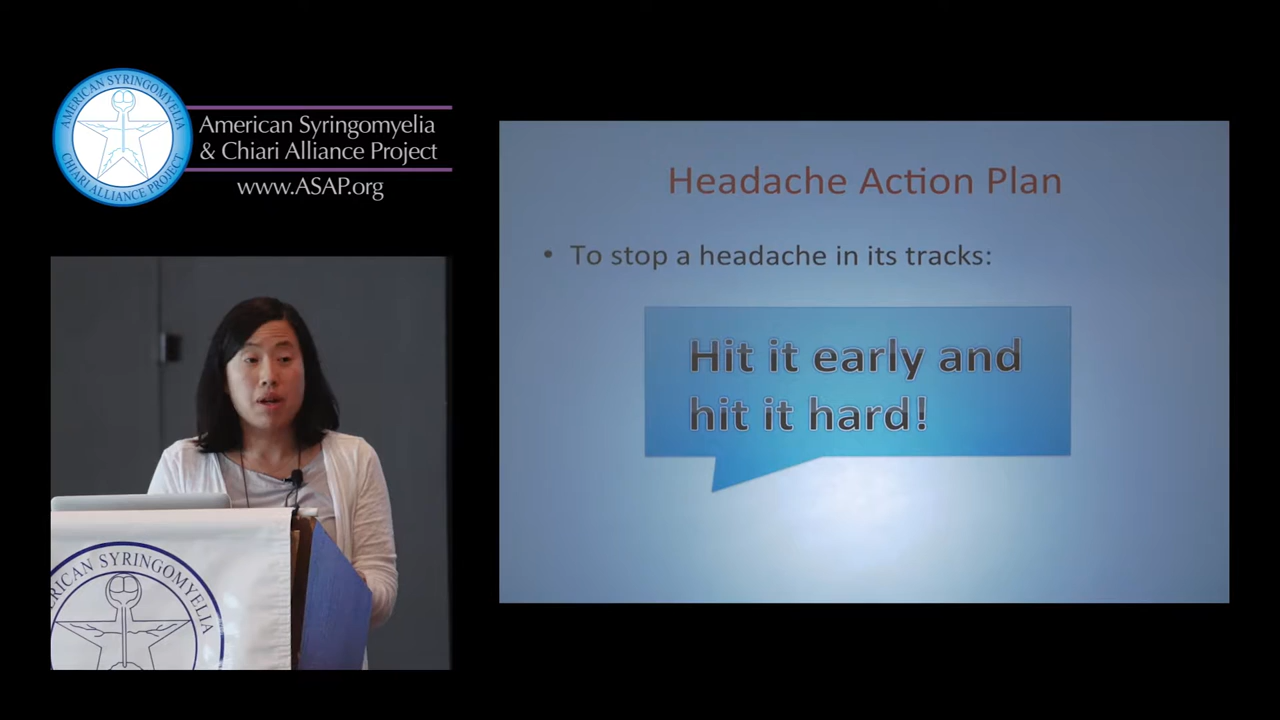 AMERICAN SYRINGOMYELIA
CHIARI ALLIANCE PROJECT
American Syringomyelia
& Chiari Alliance Project
www.ASAP.org
Headache Action Plan
• To stop a headache in its tracks:
Hit it early and
hit it hard!
RICAN SYRINGOMYELIA